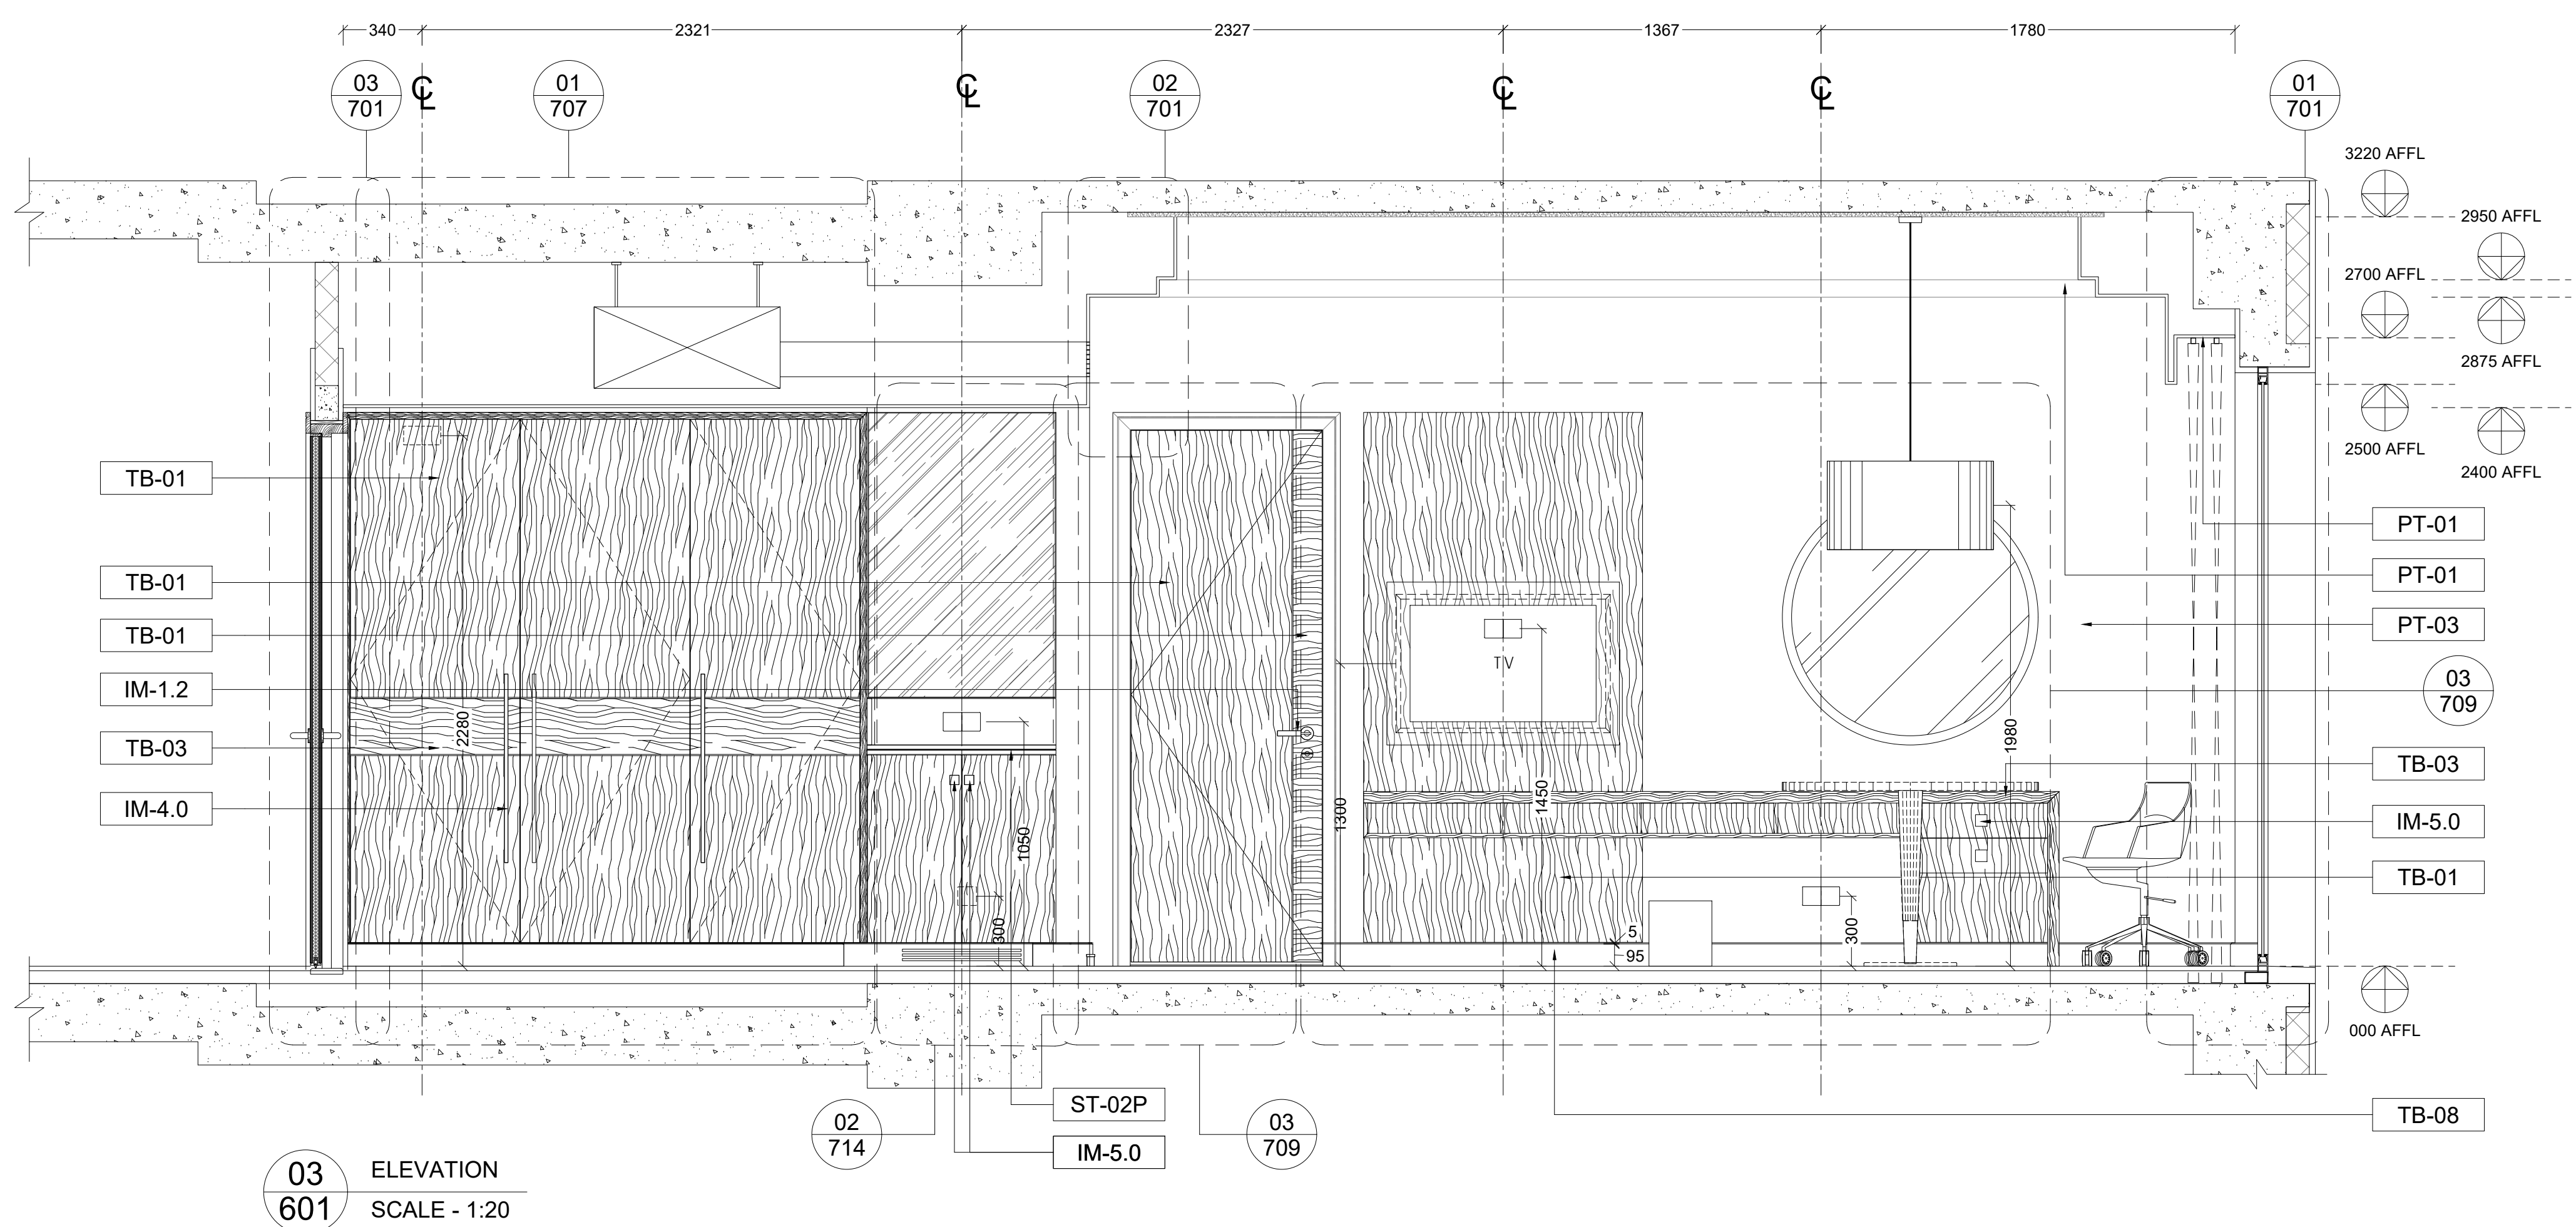 340
2321
2327
1367
1780
03
701
℄
01
707
℄
02
701
℄
℄
01
701
3220 AFFL
2950 AFFL
2700 AFFL
2875 AFFL
2500 AFFL
2400 AFFL
000 AFFL
TB-01
TB-01
TB-01
IM-1.2
TB-03
IM-4.0
2280
1050
300
1300
TV
1450
5
95
300
1980
PT-01
PT-01
PT-03
03
709
TB-03
IM-5.0
TB-01
TB-08
02
714
ST-02P
IM-5.0
03
709
03
601
ELEVATION
SCALE - 1:20